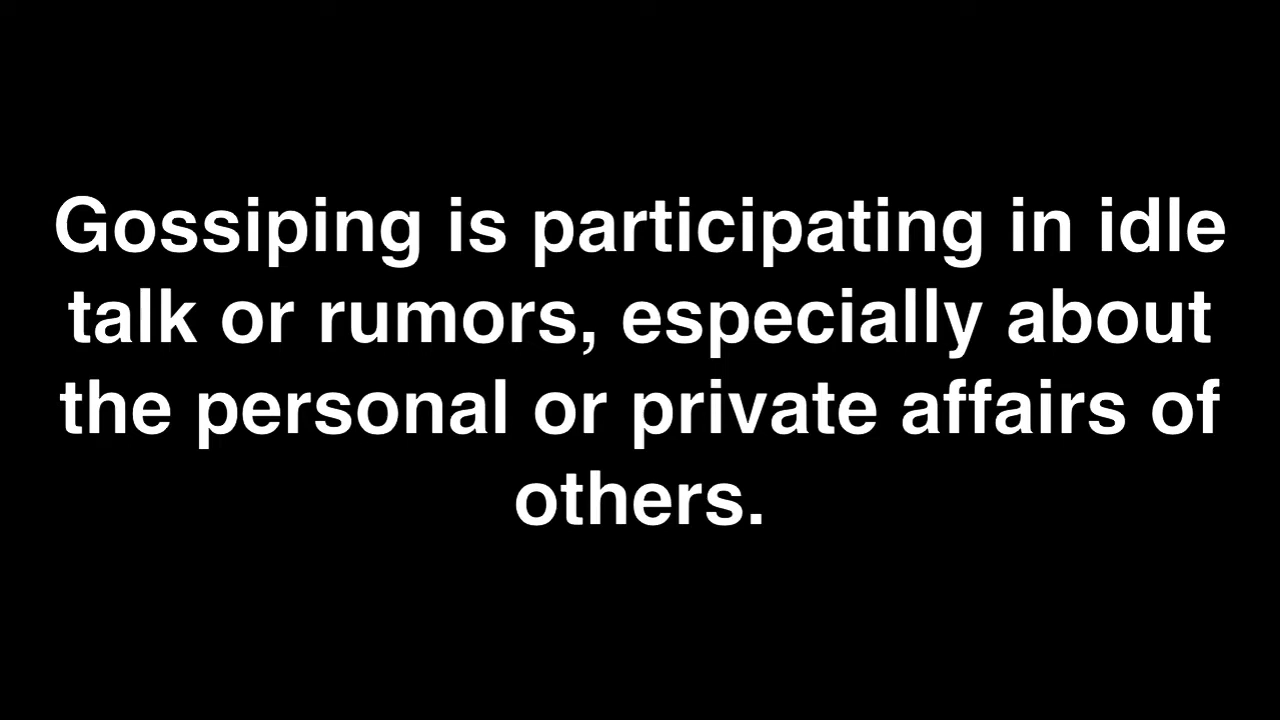 Gossiping is participating in idle
talk or rumors, especially about
the personal or private affairs of
others.